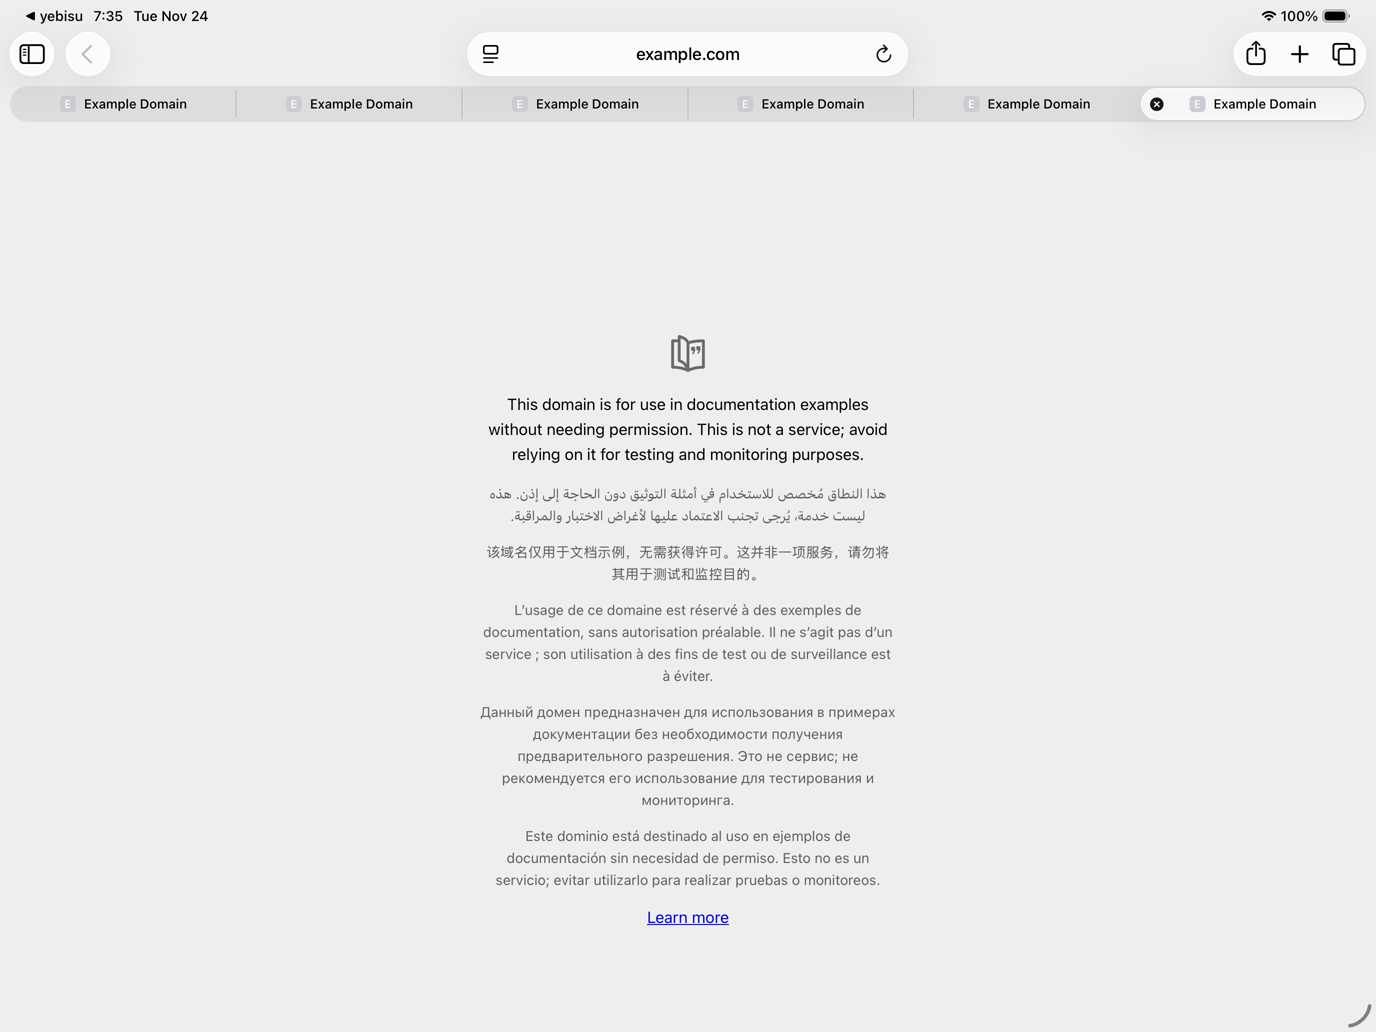 yebisu 7:35 Tue Nov 24 100%
example.com
E Example Domain E Example Domain E Example Domain E Example Domain E Example Domain E Example Domain
This domain is for use in documentation examples
without needing permission. This is not a service; avoid
relying on it for testing and monitoring purposes.
هذا النطاق مُخصص للاستخدام في أمثلة التوثيق دون الحاجة إلى إذن. هذه
ليست خدمة، يُرجى تجنب الاعتماد عليها لأغراض الاختبار والمراقبة.
该域名仅用于文档示例，无需获得许可。这并非一项服务，请勿将
其用于测试和监控目的。
L’usage de ce domaine est réservé à des exemples de
documentation, sans autorisation préalable. Il ne s’agit pas d’un
service ; son utilisation à des fins de test ou de surveillance est
à éviter.
Данный домен предназначен для использования в примерах
документации без необходимости получения
предварительного разрешения. Это не сервис; не
рекомендуется его использование для тестирования и
мониторинга.
Este dominio está destinado al uso en ejemplos de
documentación sin necesidad de permiso. Esto no es un
servicio; evitar utilizarlo para realizar pruebas o monitoreos.
Learn more